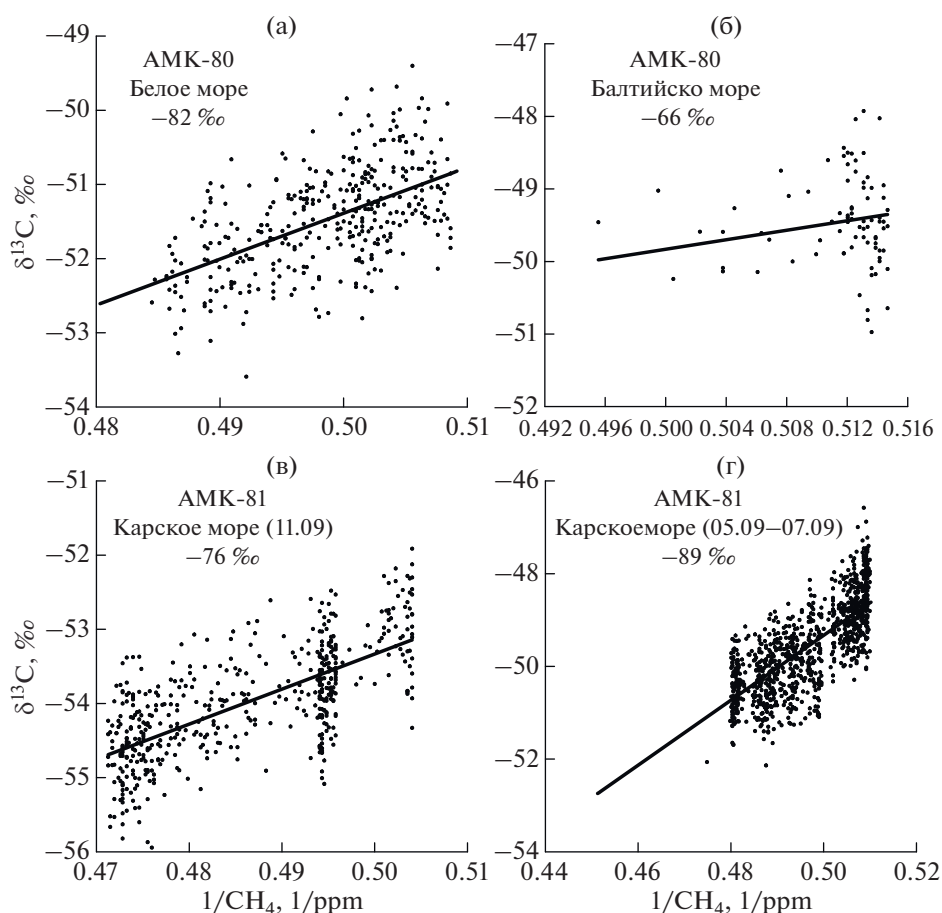 (а)
АМК-80
Белое море
−82 ‰
−49
−50
−51
−52
−53
−54
0.48
0.49
0.50
0.51
δ¹³C, ‰
(б)
АМК-80
Балтийско море
−66 ‰
−47
−48
−49
−50
−51
−52
0.492
0.496
0.500
0.504
0.508
0.512
0.516
(в)
АМК-81
Карское море (11.09)
−76 ‰
−51
−52
−53
−54
−55
−56
0.47
0.48
0.49
0.50
δ¹³C, ‰
1/CH₄, 1/ppm
(г)
АМК-81
Карскоеморе (05.09–07.09)
−89 ‰
−46
−48
−50
−52
−54
0.44
0.48
0.50
0.52
1/CH₄, 1/ppm